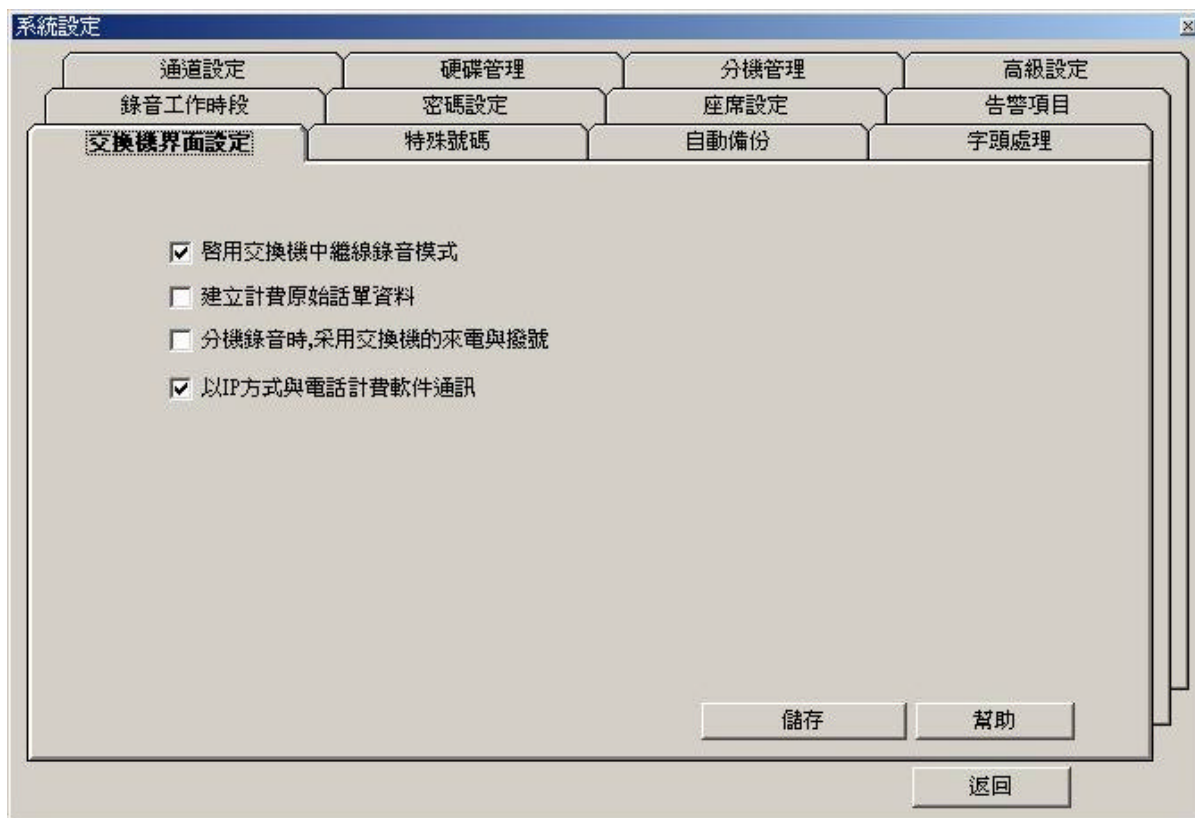 系統設定
通道設定 硬碟管理 分機管理 高級設定
錄音工作時段 密碼設定 座席設定 告警項目
交換機界面設定 特殊號碼 自動備份 字頭處理
啓用交換機中繼線錄音模式
建立計費原始話單資料
分機錄音時,采用交換機的來電與撥號
以IP方式與電話計費軟件通訊
儲存 幫助
返回